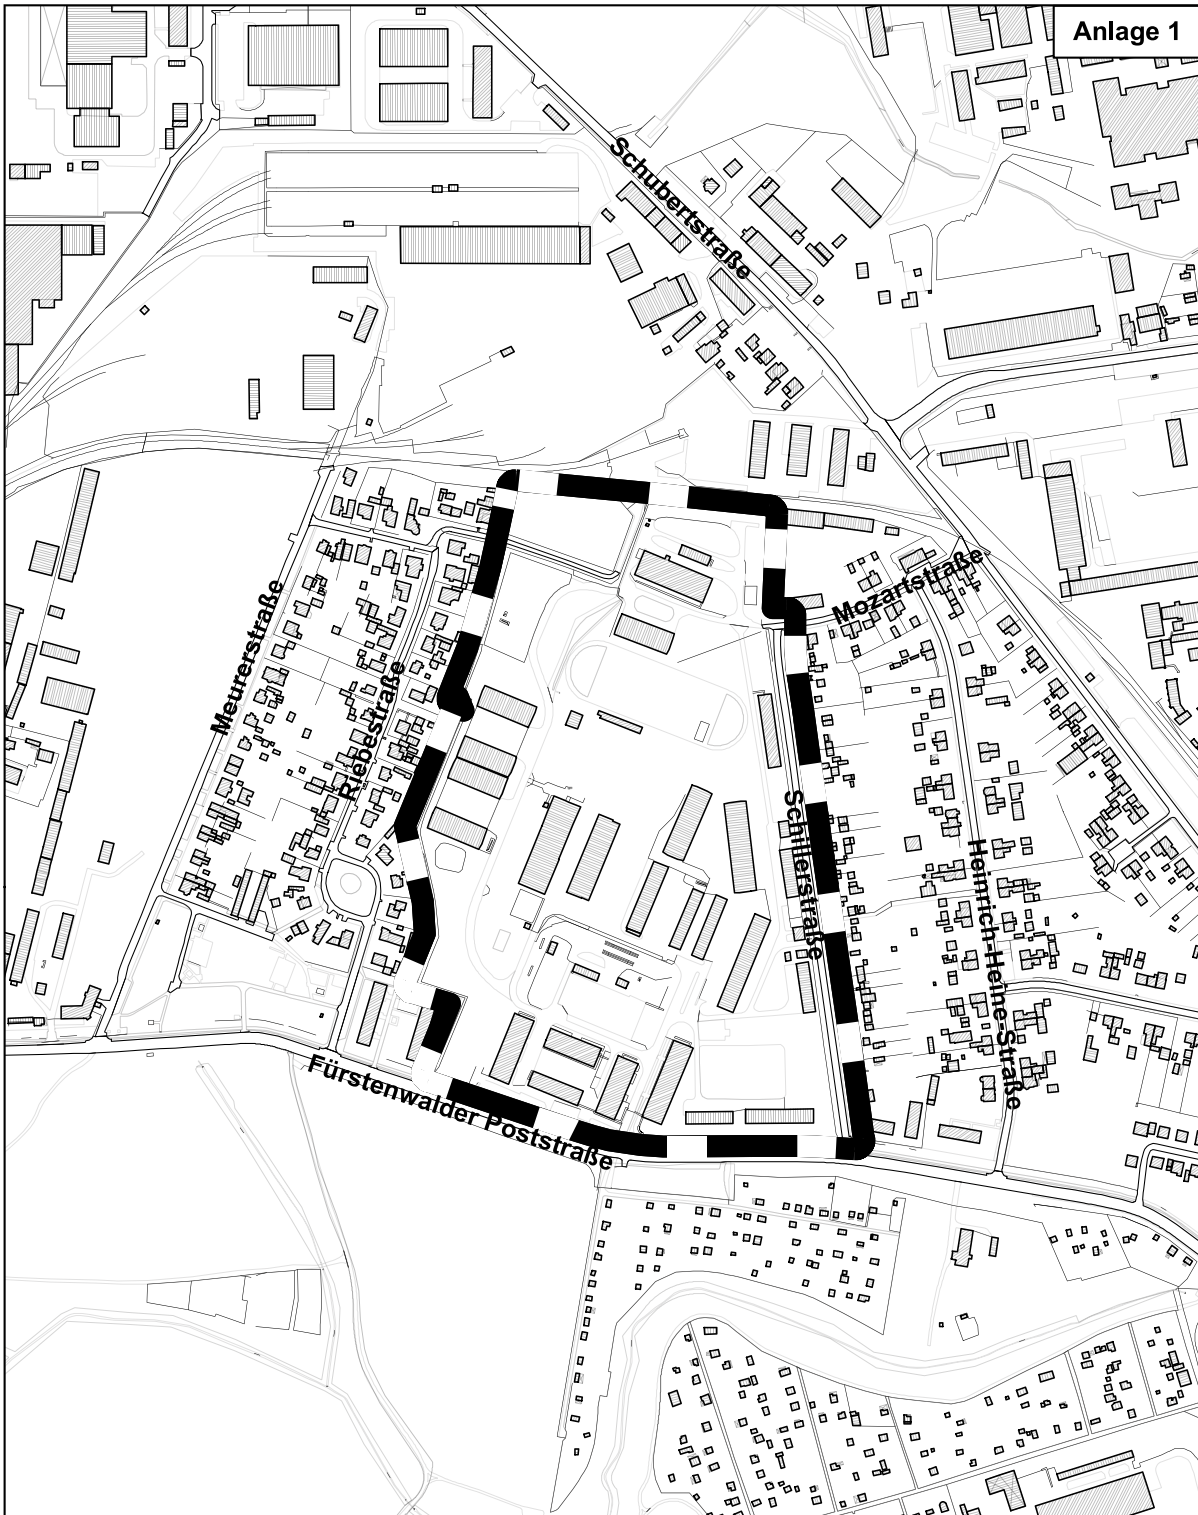 Anlage 1
Schubertstraße
Mozartstraße
Meurerstraße
Riebestraße
Schillerstraße
Heinrich-Heine-Straße
Fürstenwalder Poststraße